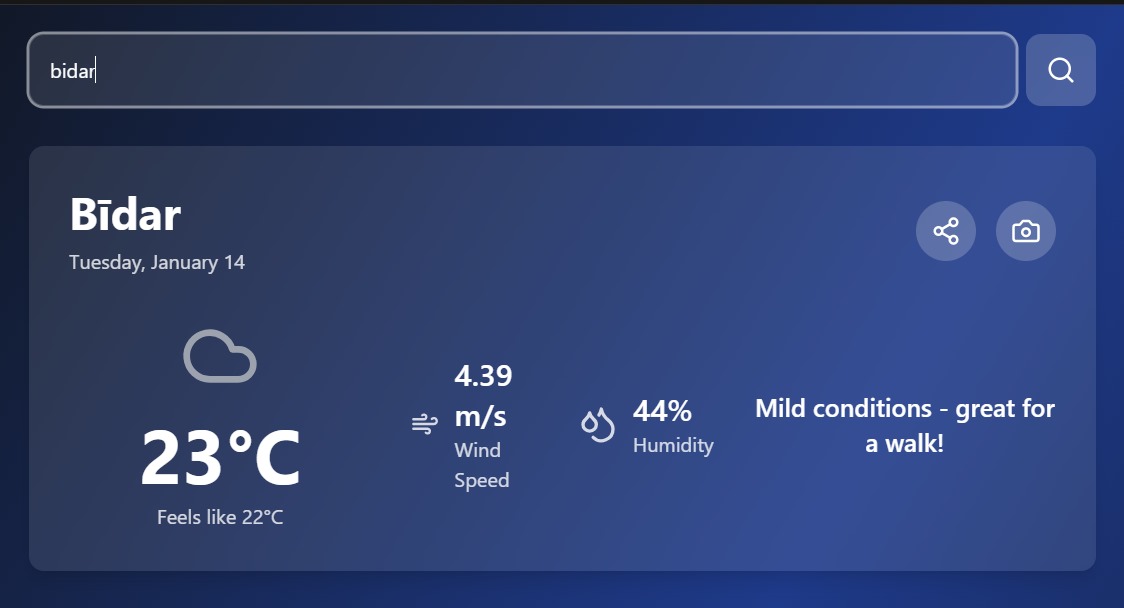 bidar
Bīdar
Tuesday, January 14
23°C
Feels like 22°C
4.39
m/s
Wind
Speed
44%
Humidity
Mild conditions - great for
a walk!